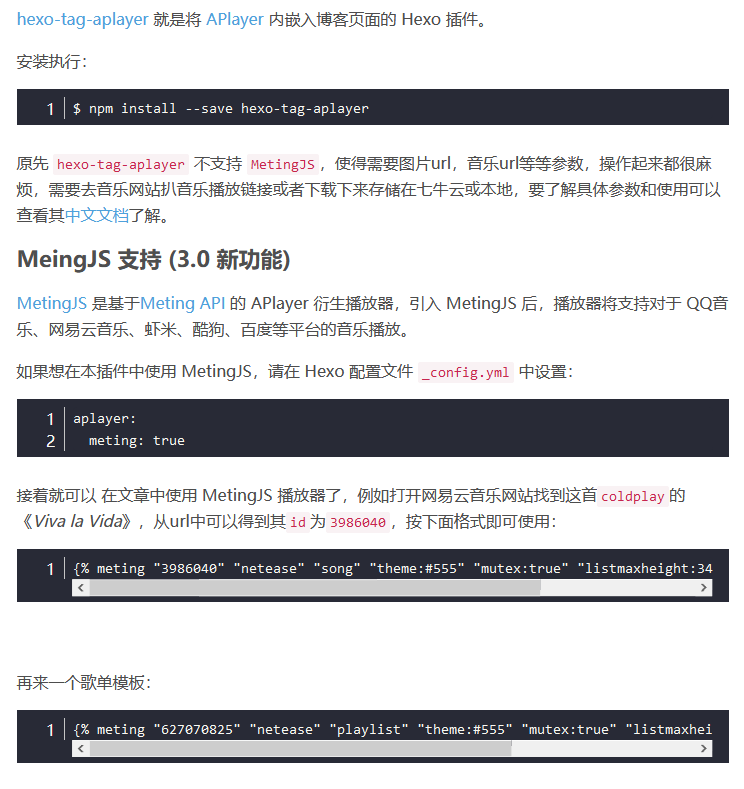 hexo-tag-aplayer 就是将 APlayer 内嵌入博客页面的 Hexo 插件。
安装执行：
1 $ npm install --save hexo-tag-aplayer
原先 hexo-tag-aplayer 不支持 MetingJS，使得需要图片url，音乐url等等参数，操作起来都很麻
烦，需要去音乐网站扒音乐播放链接或者下载下来存储在七牛云或本地，要了解具体参数和使用可以
查看其中文文档了解。
MeingJS 支持 (3.0 新功能)
MetingJS 是基于Meting API 的 APlayer 衍生播放器，引入 MetingJS 后，播放器将支持对于 QQ音
乐、网易云音乐、虾米、酷狗、百度等平台的音乐播放。
如果想在本插件中使用 MetingJS，请在 Hexo 配置文件 _config.yml 中设置：
1 aplayer:
2   meting: true
接着就可以 在文章中使用 MetingJS 播放器了，例如打开网易云音乐网站找到这首 coldplay 的
《Viva la Vida》，从url中可以得到其 id 为 3986040 ，按下面格式即可使用：
1 {% meting "3986040" "netease" "song" "theme:#555" "mutex:true" "listmaxheight:34
再来一个歌单模板：
1 {% meting "627070825" "netease" "playlist" "theme:#555" "mutex:true" "listmaxhei